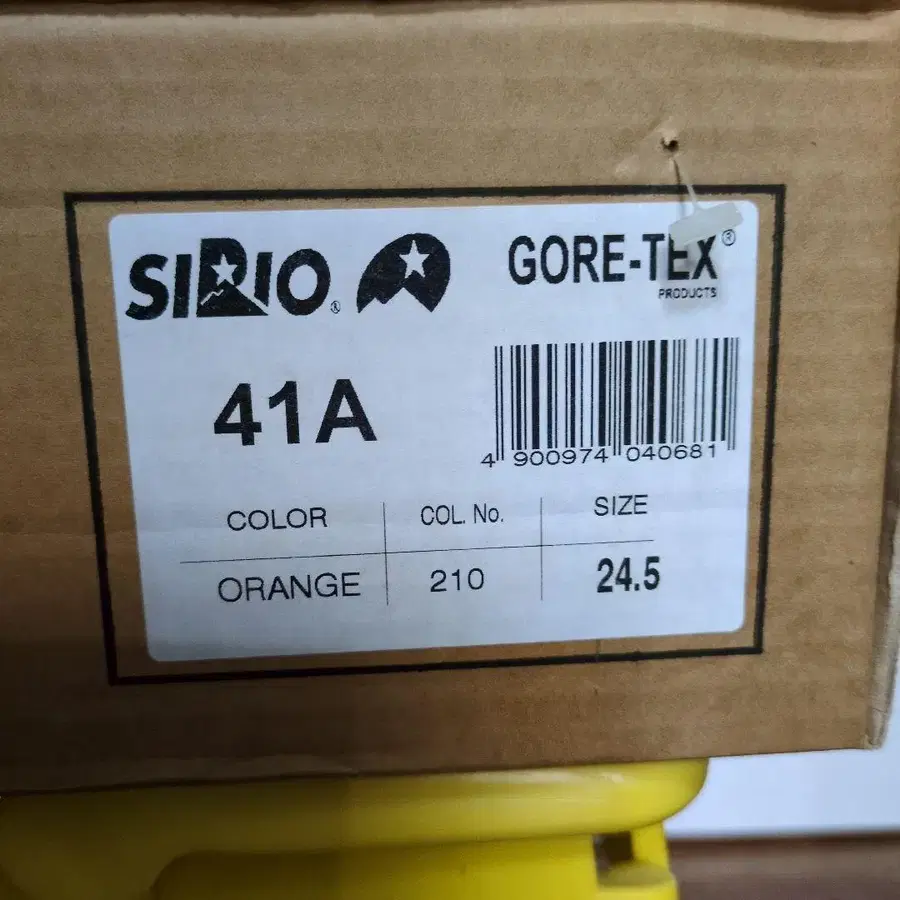 SIRIO®
GORE-TEX®
PRODUCTS
41A
4 900974 040681
COLOR COL. No. SIZE
ORANGE 210 24.5